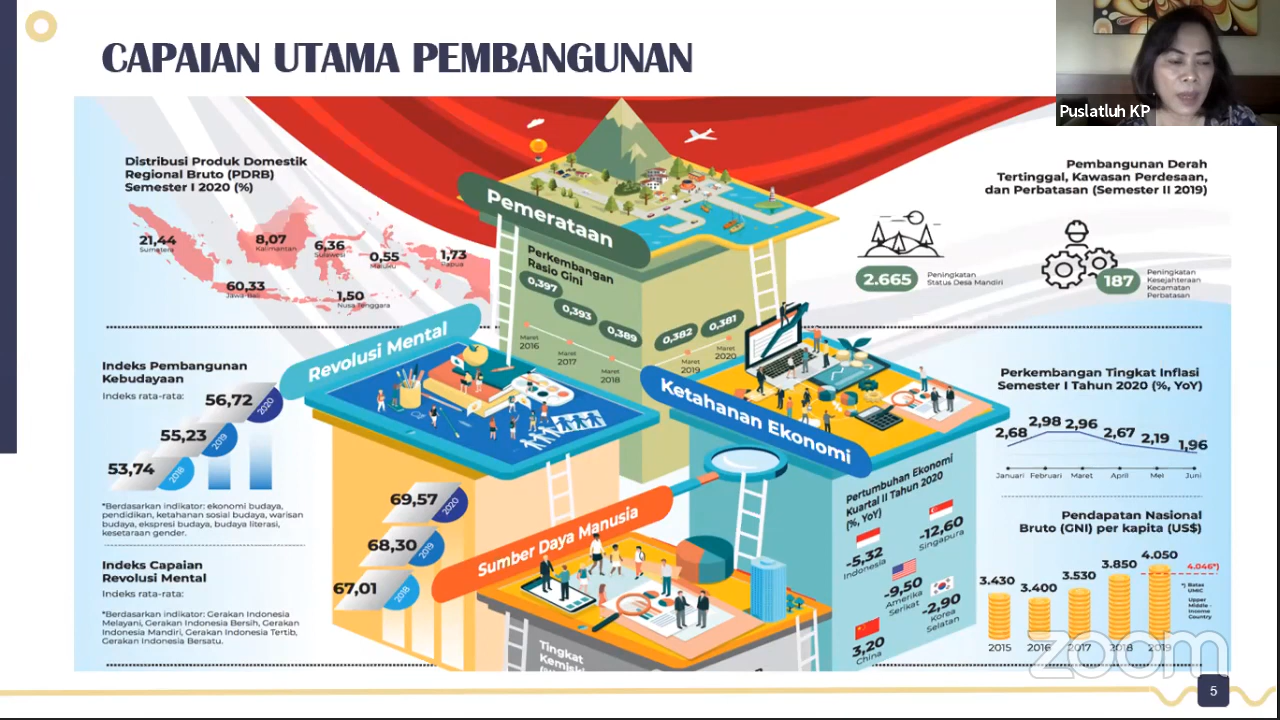 CAPAIAN UTAMA PEMBANGUNAN
Puslatluh KP
Distribusi Produk Domestik
Regional Bruto (PDRB)
Semester I 2020 (%)
21,44
Sumatera
8,07
Kalimantan
6,36
Sulawesi
0,55
Maluku
1,73
Papua
60,33
Jawa-Bali
1,50
Nusa Tenggara
Pemerataan
Perkembangan
Rasio Gini
0,397
0,393
0,389
0,382
0,381
Maret
2016
Maret
2017
Maret
2018
Maret
2019
Maret
2020
Pembangunan Derah
Tertinggal, Kawasan Perdesaan,
dan Perbatasan (Semester II 2019)
2.665
Peningkatan
Status Desa Mandiri
187
Peningkatan
Kesejahteraan
Kecamatan
Perbatasan
Revolusi Mental
Indeks Pembangunan
Kebudayaan
Indeks rata-rata:
56,72
2020
55,23
2019
53,74
2018
*Berdasarkan indikator: ekonomi budaya,
pendidikan, ketahanan sosial budaya, warisan
budaya, ekspresi budaya, budaya literasi,
kesetaraan gender.
Indeks Capaian
Revolusi Mental
Indeks rata-rata:
69,57
2020
68,30
2019
67,01
2018
*Berdasarkan indikator: Gerakan Indonesia
Melayani, Gerakan Indonesia Bersih, Gerakan
Indonesia Mandiri, Gerakan Indonesia Tertib,
Gerakan Indonesia Bersatu.
Ketahanan Ekonomi
Pertumbuhan Ekonomi
Kuartal II Tahun 2020
(%, YoY)
-5,32
Indonesia
-12,60
Singapura
-9,50
Amerika
Serikat
-2,90
Korea
Selatan
3,20
China
Perkembangan Tingkat Inflasi
Semester I Tahun 2020 (%, YoY)
2,68
2,98
2,96
2,67
2,19
1,96
Januari
Februari
Maret
April
Mei
Juni
Pendapatan Nasional
Bruto (GNI) per kapita (US$)
3.430
3.400
3.530
3.850
4.050
4.046*)
*) Batas
UMIC
Upper
Middle -
Income
Country
2015
2016
2017
2018
2019
Sumber Daya Manusia
Tingkat
zoom
5